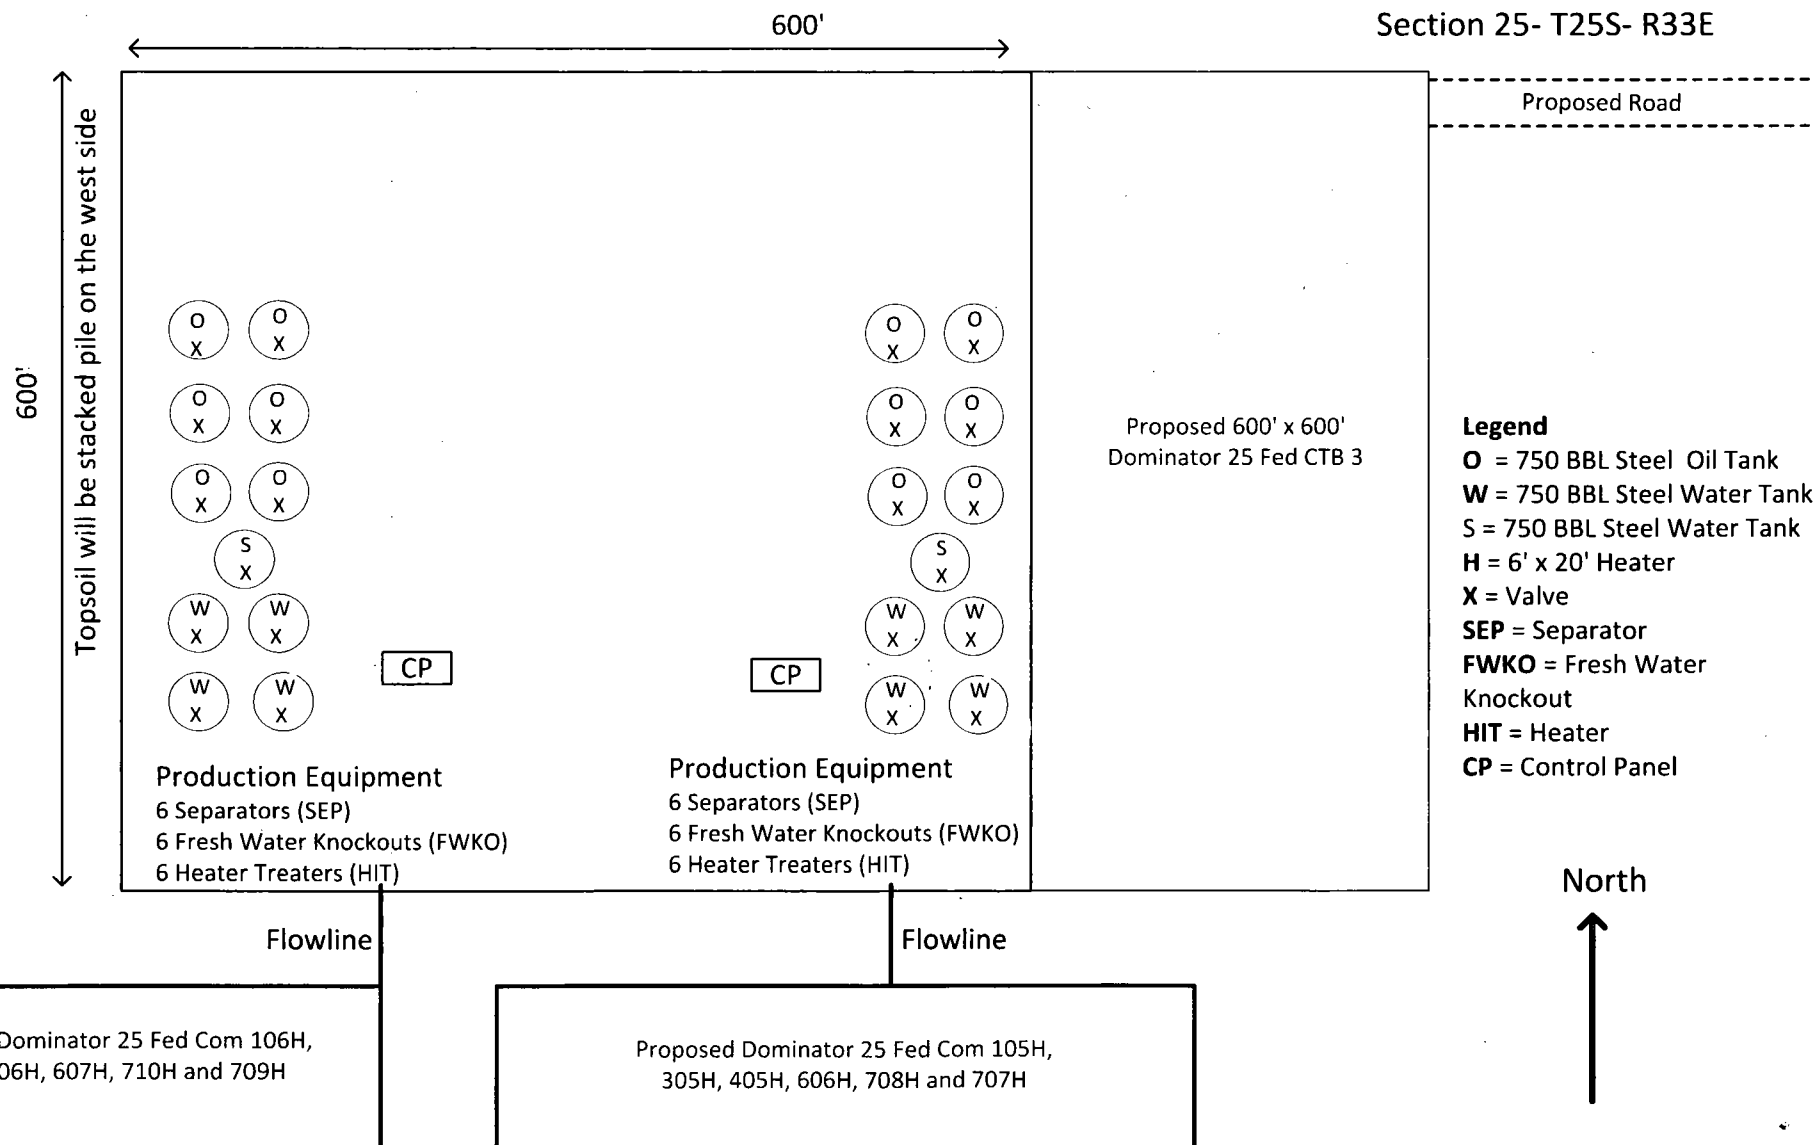 600'
Section 25- T25S- R33E
Proposed Road
600'
Topsoil will be stacked pile on the west side
O O O O
X X X X
O O O O
X X X X
O O O O
X X X X
S S
X X
W W W W
X X X X
CP CP
W W W W
X X X X
Proposed 600' x 600'
Dominator 25 Fed CTB 3
Legend
O = 750 BBL Steel Oil Tank
W = 750 BBL Steel Water Tank
S = 750 BBL Steel Water Tank
H = 6' x 20' Heater
X = Valve
SEP = Separator
FWKO = Fresh Water
Knockout
HIT = Heater
CP = Control Panel
Production Equipment
6 Separators (SEP)
6 Fresh Water Knockouts (FWKO)
6 Heater Treaters (HIT)
Production Equipment
6 Separators (SEP)
6 Fresh Water Knockouts (FWKO)
6 Heater Treaters (HIT)
North
Flowline
Flowline
Dominator 25 Fed Com 106H,
06H, 607H, 710H and 709H
Proposed Dominator 25 Fed Com 105H,
305H, 405H, 606H, 708H and 707H